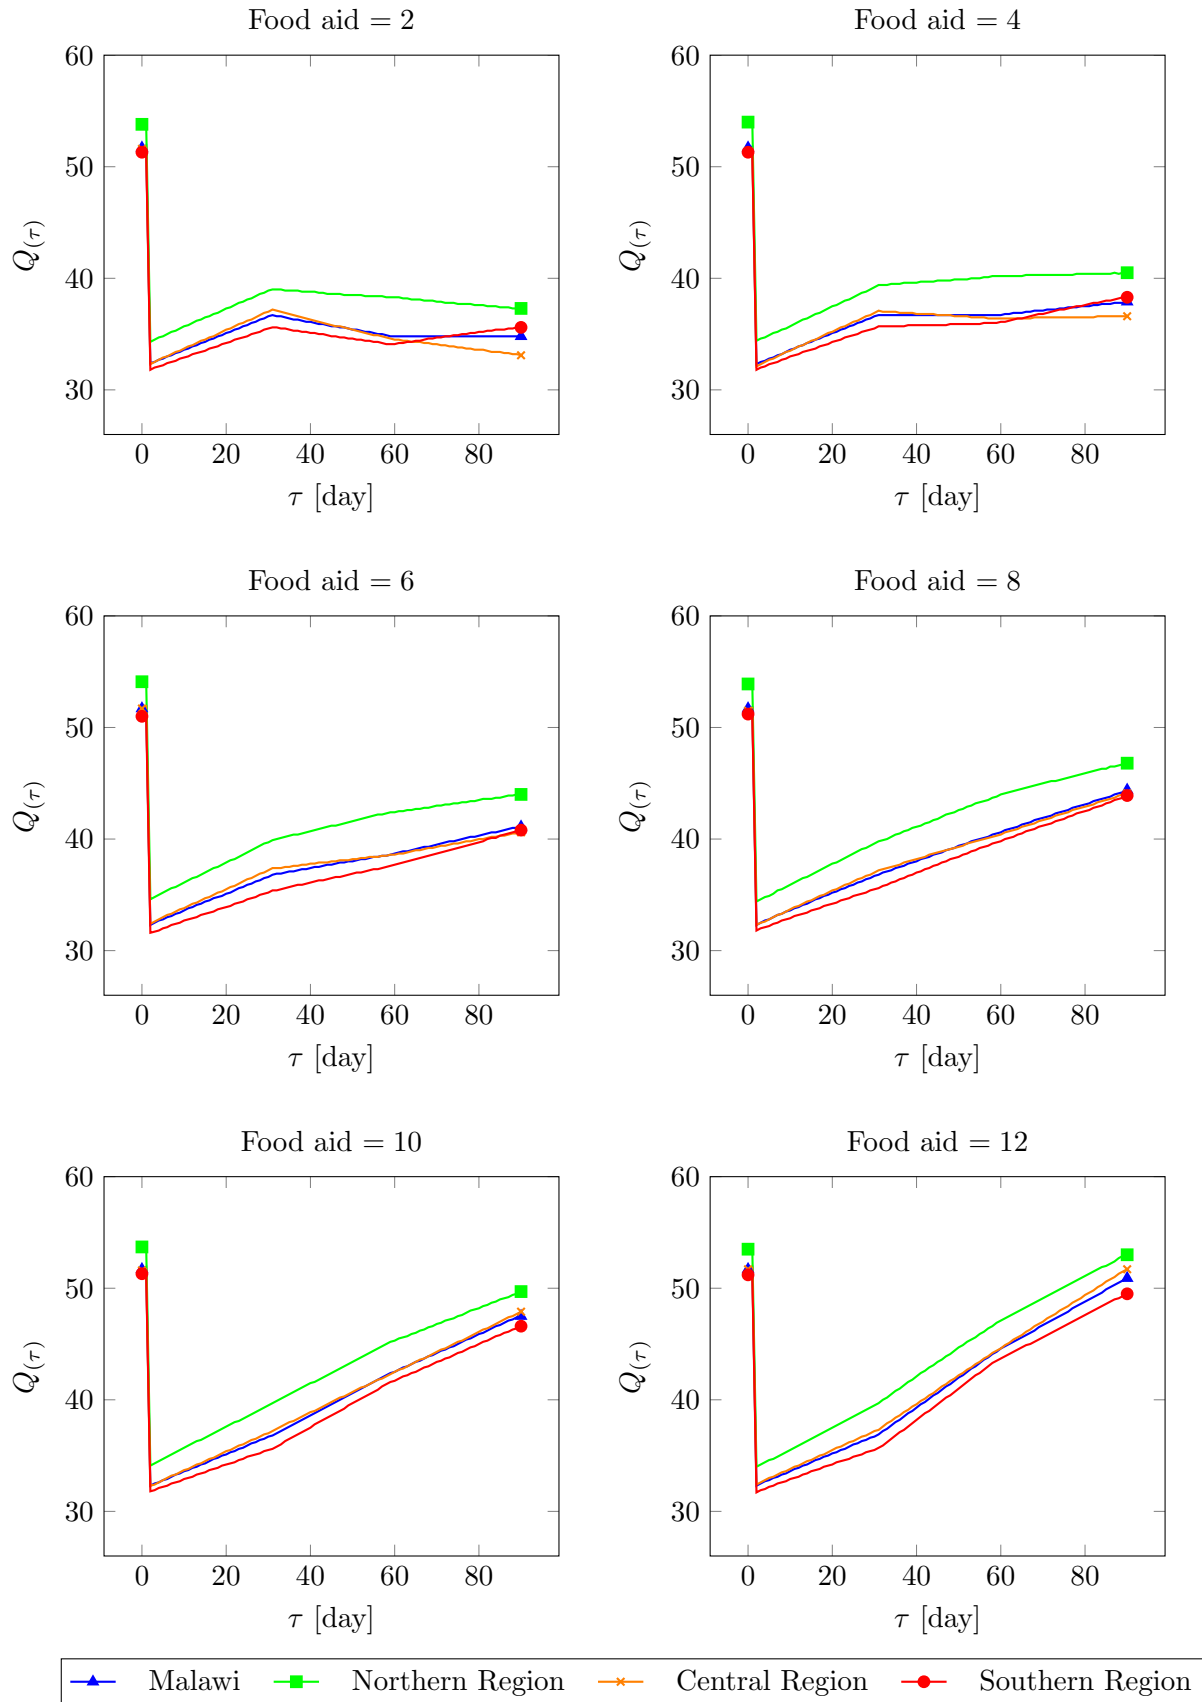 Food aid = 2
60
50
40
30
Q(τ)
0 20 40 60 80
τ [day]
Food aid = 4
60
50
40
30
Q(τ)
0 20 40 60 80
τ [day]
Food aid = 6
60
50
40
30
Q(τ)
0 20 40 60 80
τ [day]
Food aid = 8
60
50
40
30
Q(τ)
0 20 40 60 80
τ [day]
Food aid = 10
60
50
40
30
Q(τ)
0 20 40 60 80
τ [day]
Food aid = 12
60
50
40
30
Q(τ)
0 20 40 60 80
τ [day]
Malawi Northern Region Central Region Southern Region